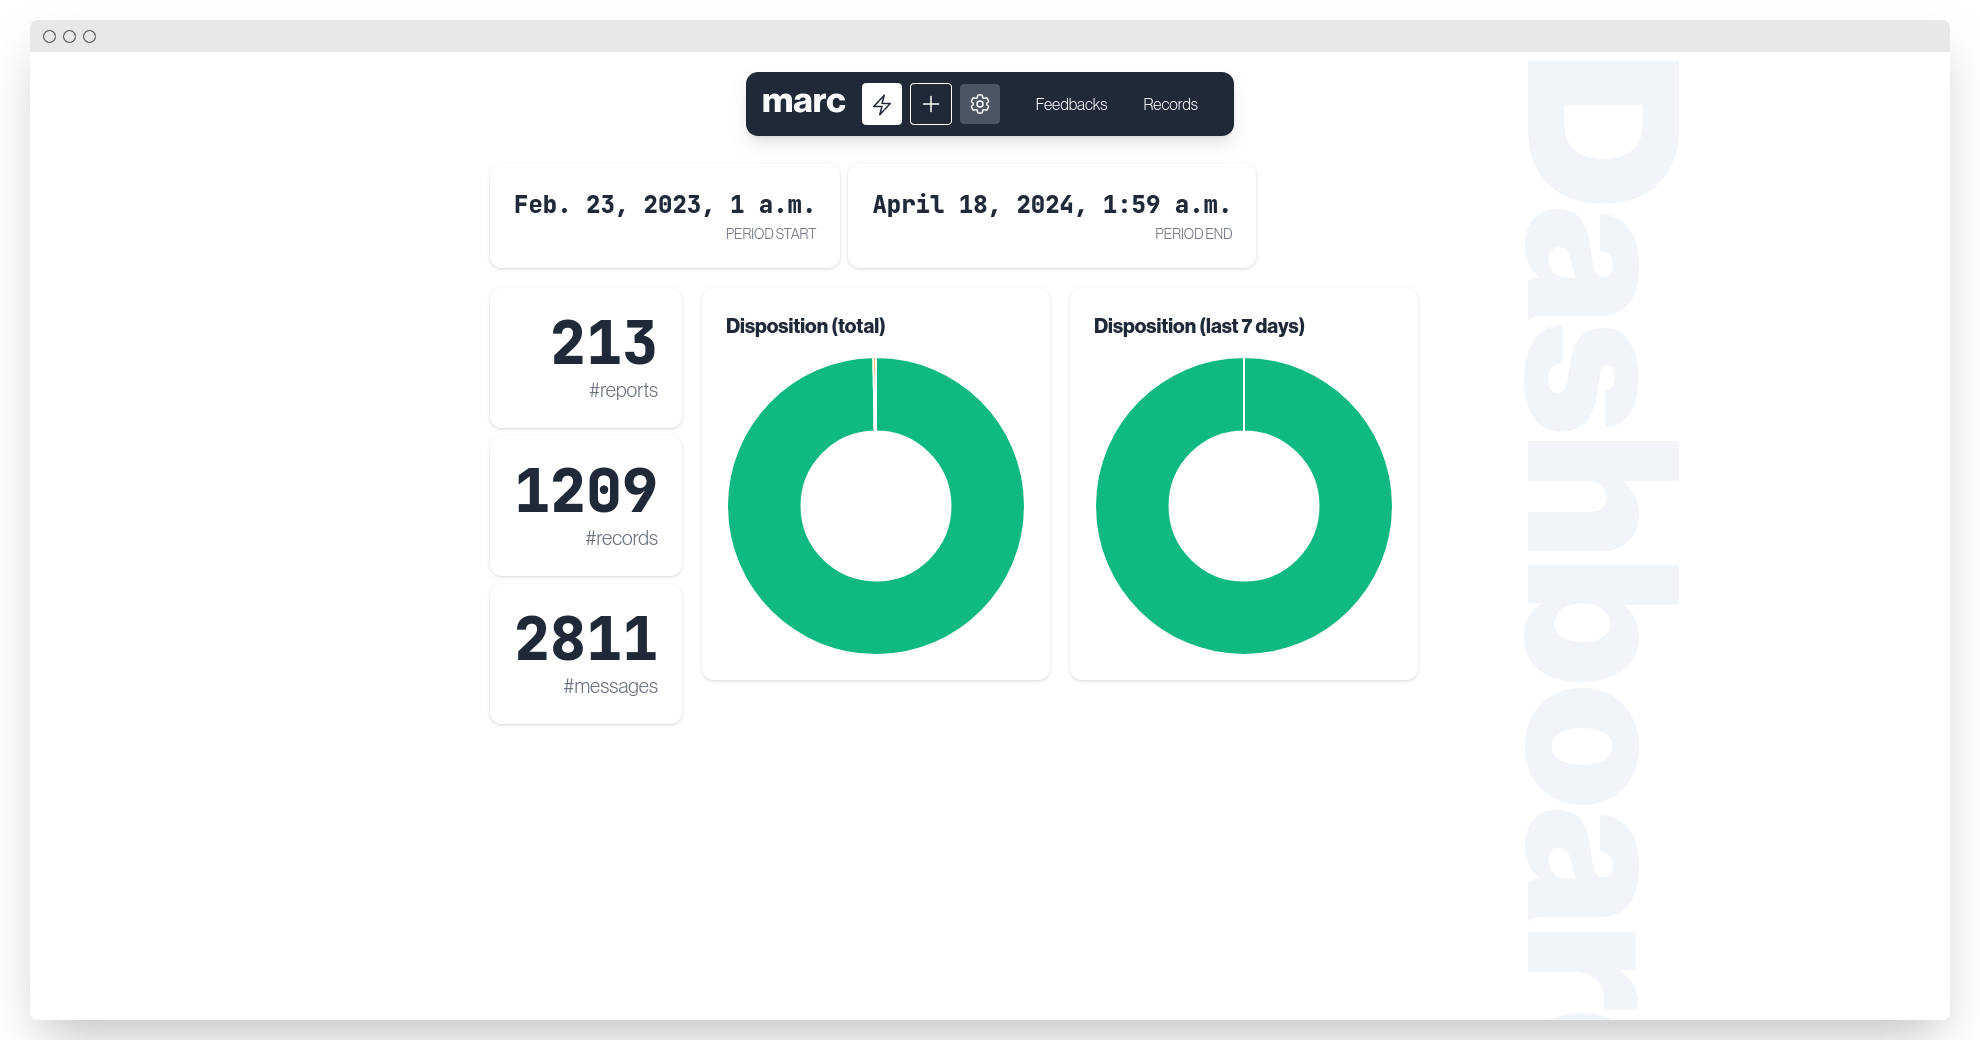 marc
Feedbacks
Records
Feb. 23, 2023, 1 a.m.
PERIOD START
April 18, 2024, 1:59 a.m.
PERIOD END
213
#reports
1209
#records
2811
#messages
Disposition (total)
Disposition (last 7 days)
Dashboar